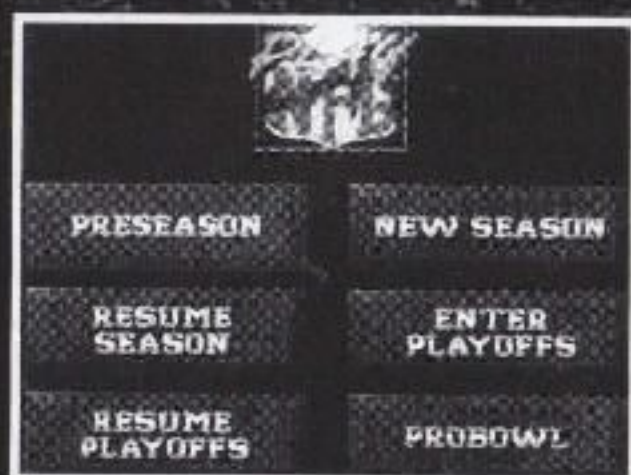 PRESEASON
NEW SEASON
RESUME
SEASON
ENTER
PLAYOFFS
RESUME
PLAYOFFS
PROBOWL